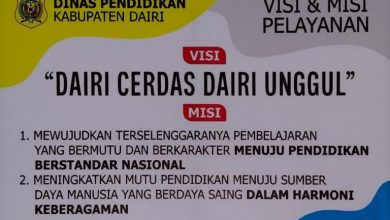 DINAS PENDIDIKAN
KABUPATEN DAIRI
VISI & MISI
PELAYANAN
VISI
"DAIRI CERDAS DAIRI UNGGUL"
MISI
1. MEWUJUDKAN TERSELENGGARANYA PEMBELAJARAN
YANG BERMUTU DAN BERKARAKTER MENUJU PENDIDIKAN
BERSTANDAR NASIONAL
2. MENINGKATKAN MUTU PENDIDIKAN MENUJU SUMBER
DAYA MANUSIA YANG BERDAYA SAING DALAM HARMONI
KEBERAGAMAN